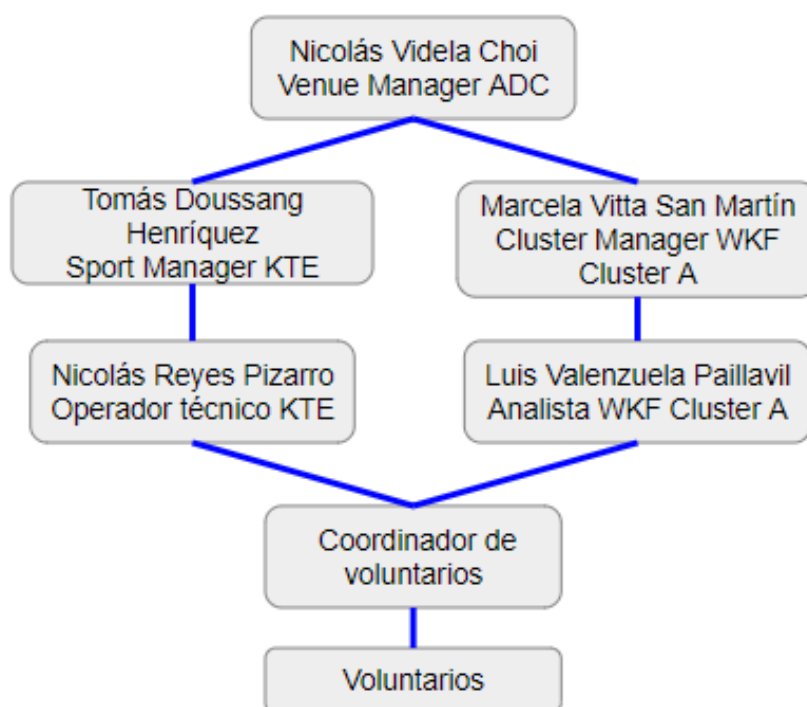 Nicolás Videla Choi
Venue Manager ADC
Tomás Doussang
Henríquez
Sport Manager KTE
Marcela Vitta San Martín
Cluster Manager WKF
Cluster A
Nicolás Reyes Pizarro
Operador técnico KTE
Luis Valenzuela Paillavil
Analista WKF Cluster A
Coordinador de
voluntarios
Voluntarios